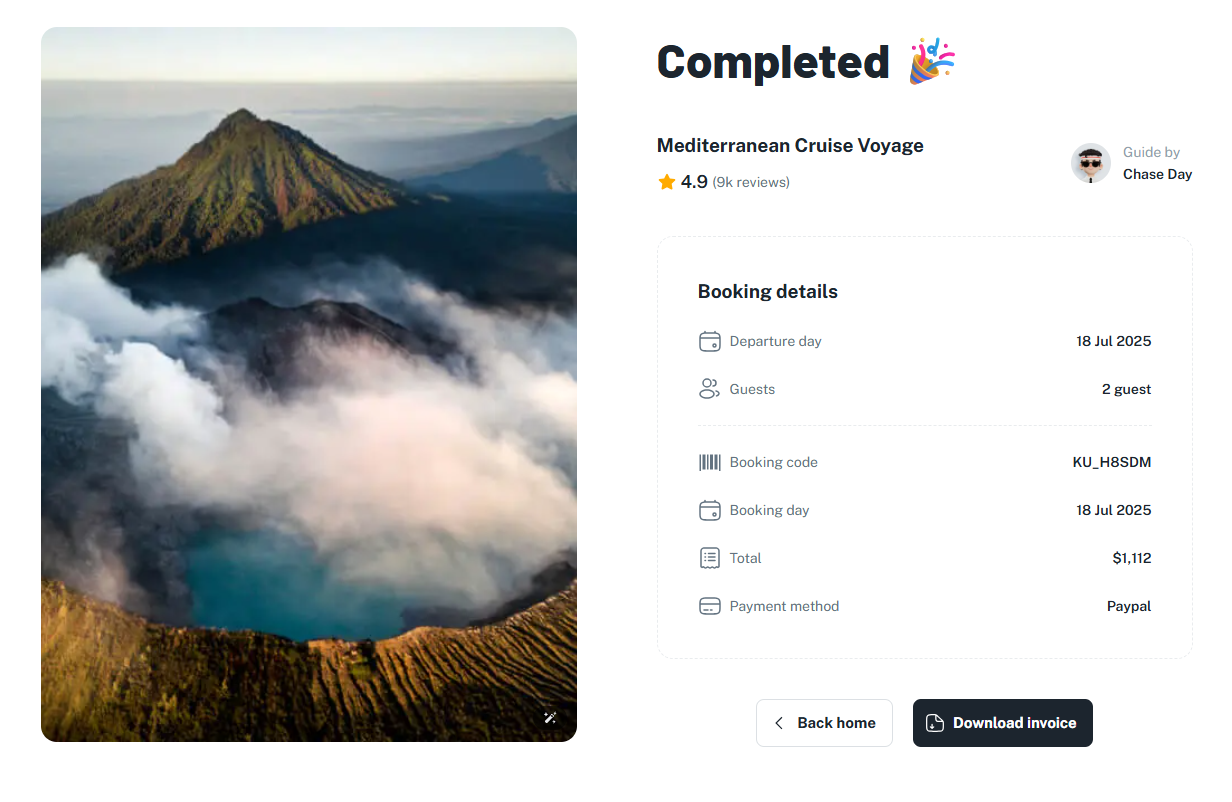 Completed 🎉
Mediterranean Cruise Voyage
4.9 (9k reviews)
Guide by
Chase Day
Booking details
Departure day 18 Jul 2025
Guests 2 guest
Booking code KU_H8SDM
Booking day 18 Jul 2025
Total $1,112
Payment method Paypal
Back home
Download invoice